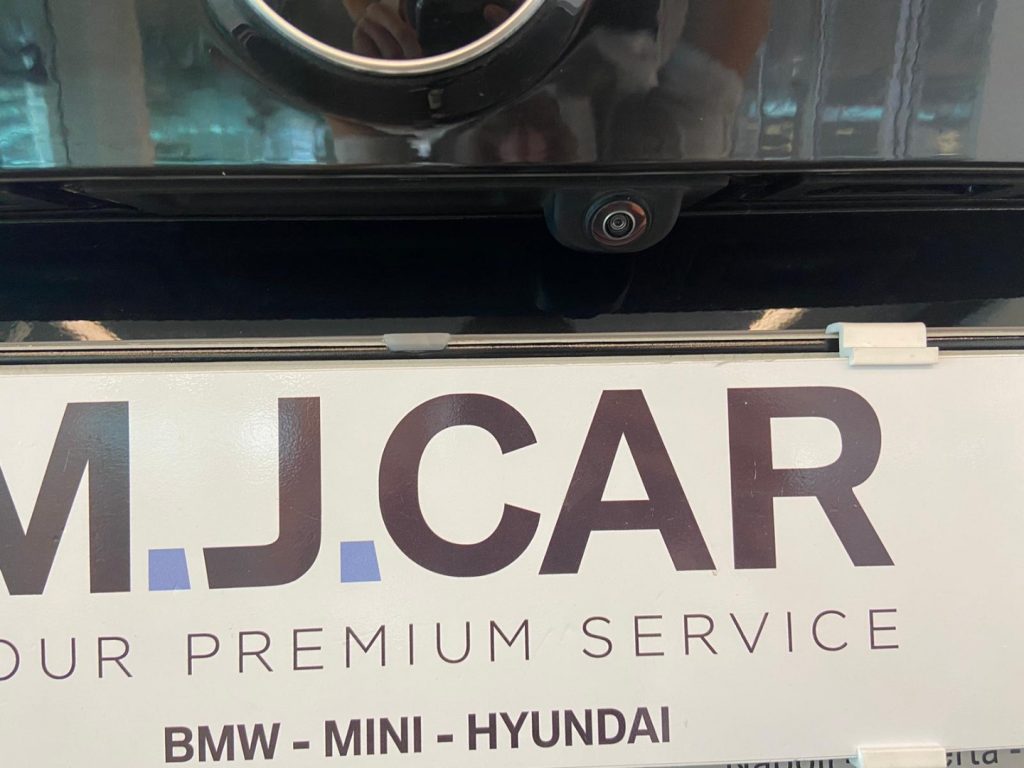 M.J.CAR
OUR PREMIUM SERVICE
BMW - MINI - HYUNDAI